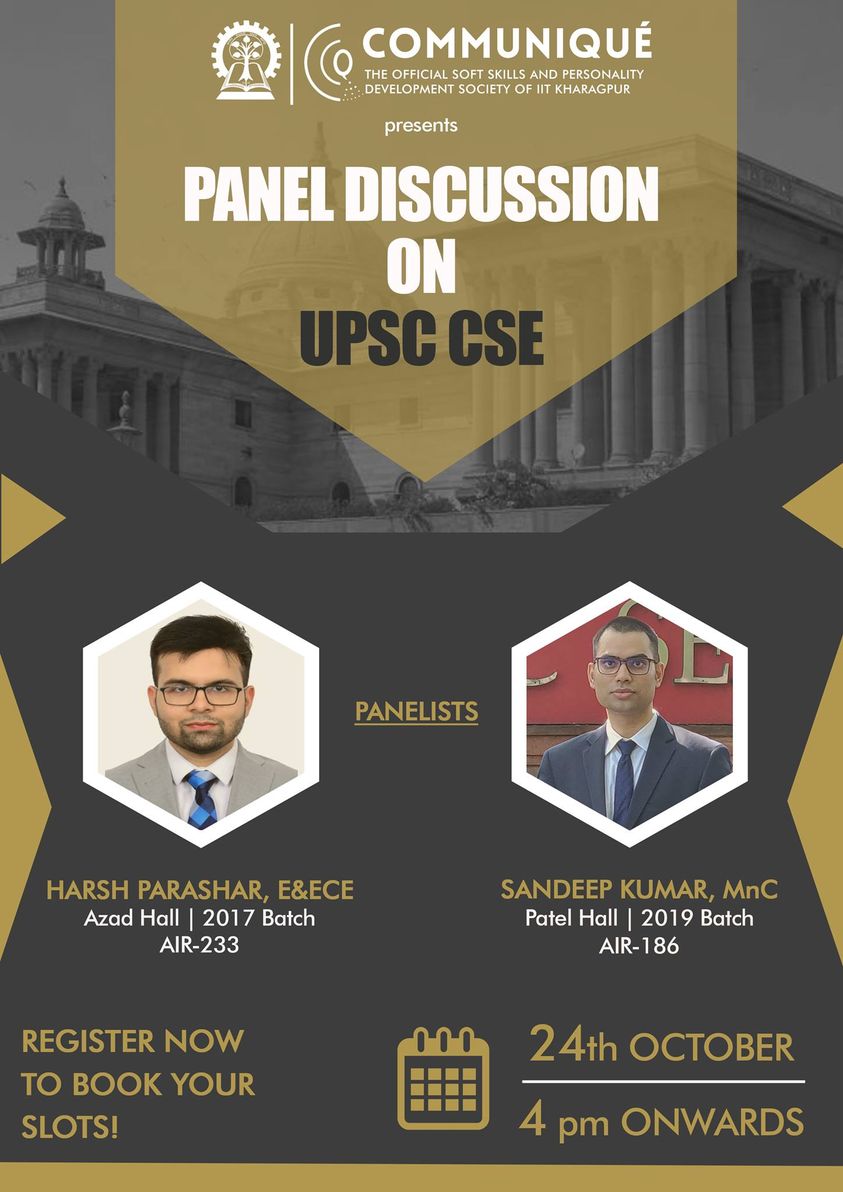 COMMUNIQUÉ
THE OFFICIAL SOFT SKILLS AND PERSONALITY
DEVELOPMENT SOCIETY OF IIT KHARAGPUR
presents
PANEL DISCUSSION
ON
UPSC CSE
PANELISTS
HARSH PARASHAR, E&ECE
Azad Hall | 2017 Batch
AIR-233
SANDEEP KUMAR, MnC
Patel Hall | 2019 Batch
AIR-186
REGISTER NOW
TO BOOK YOUR
SLOTS!
24th OCTOBER
4 pm ONWARDS